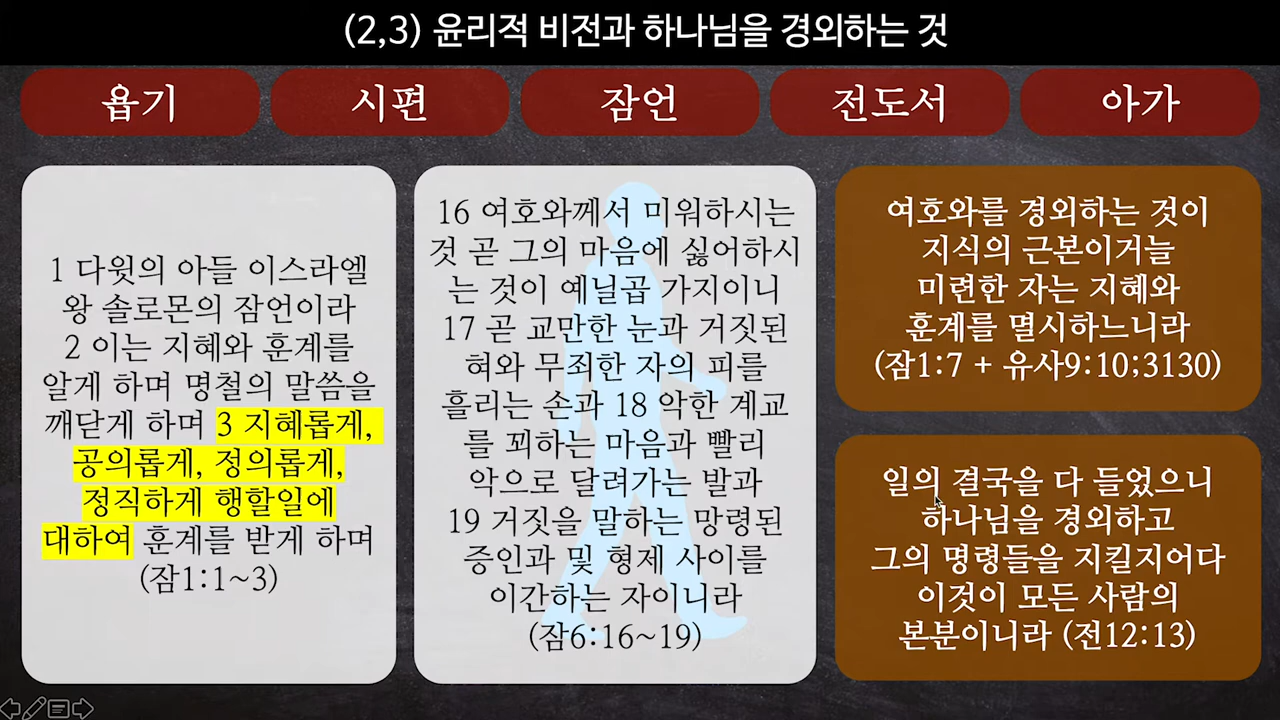 (2,3) 윤리적 비전과 하나님을 경외하는 것
욥기
시편
잠언
전도서
아가
1 다윗의 아들 이스라엘
왕 솔로몬의 잠언이라
2 이는 지혜와 훈계를
알게 하며 명철의 말씀을
깨닫게 하며 3 지혜롭게,
공의롭게, 정의롭게,
정직하게 행할일에
대하여 훈계를 받게 하며
(잠1:1~3)
16 여호와께서 미워하시는
것 곧 그의 마음에 싫어하시
는 것이 예닐곱 가지이니
17 곧 교만한 눈과 거짓된
혀와 무죄한 자의 피를
흘리는 손과 18 악한 계교
를 꾀하는 마음과 빨리
악으로 달려가는 발과
19 거짓을 말하는 망령된
증인과 및 형제 사이를
이간하는 자이니라
(잠6:16~19)
여호와를 경외하는 것이
지식의 근본이거늘
미련한 자는 지혜와
훈계를 멸시하느니라
(잠1:7 + 유사9:10;3130)
일의 결국을 다 들었으니
하나님을 경외하고
그의 명령들을 지킬지어다
이것이 모든 사람의
본분이니라 (전12:13)